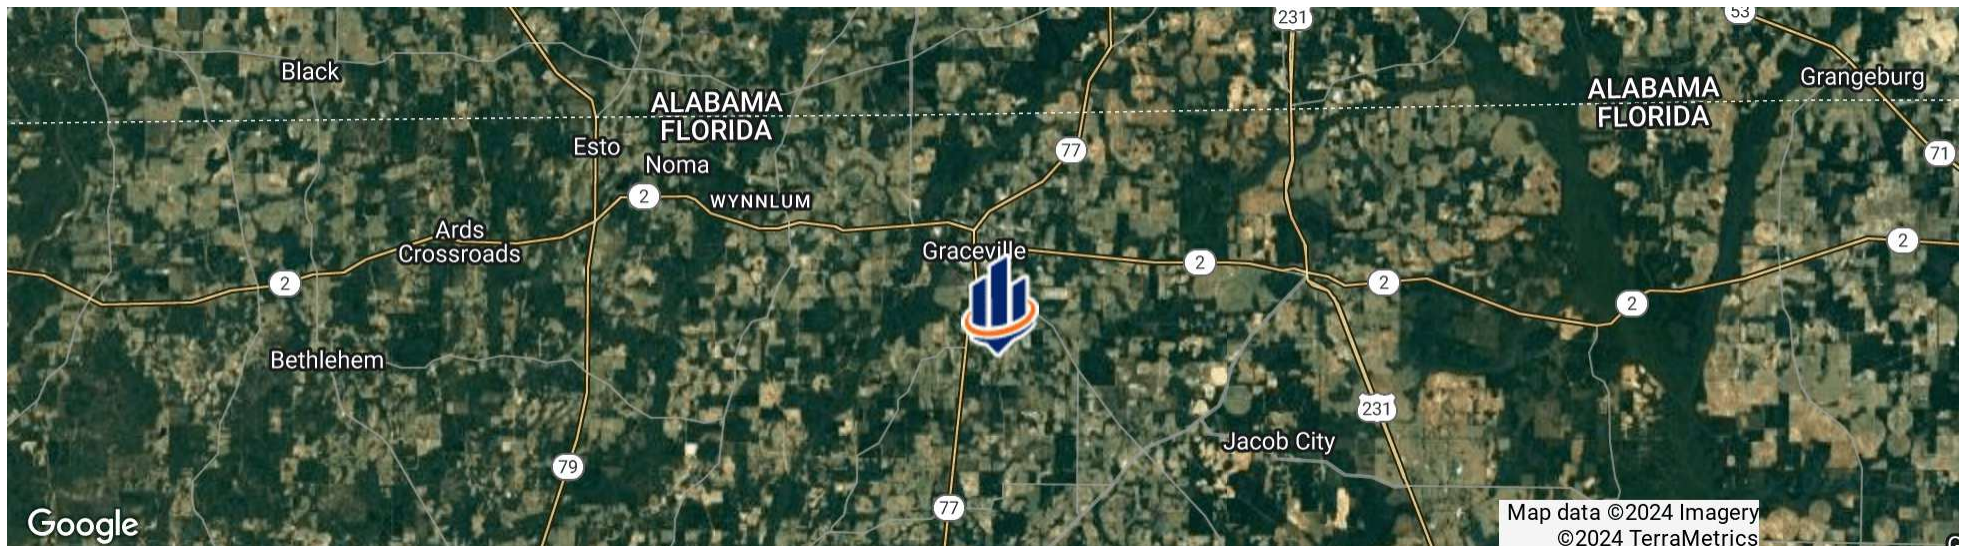 231
53
Black
Grangeburg
ALABAMA
FLORIDA
ALABAMA
FLORIDA
Esto
77
71
Noma
2
WYNNLUM
Ards
Crossroads
Graceville
2
2
2
2
2
Bethlehem
231
Jacob City
79
77
Google
Map data ©2024 Imagery
©2024 TerraMetrics